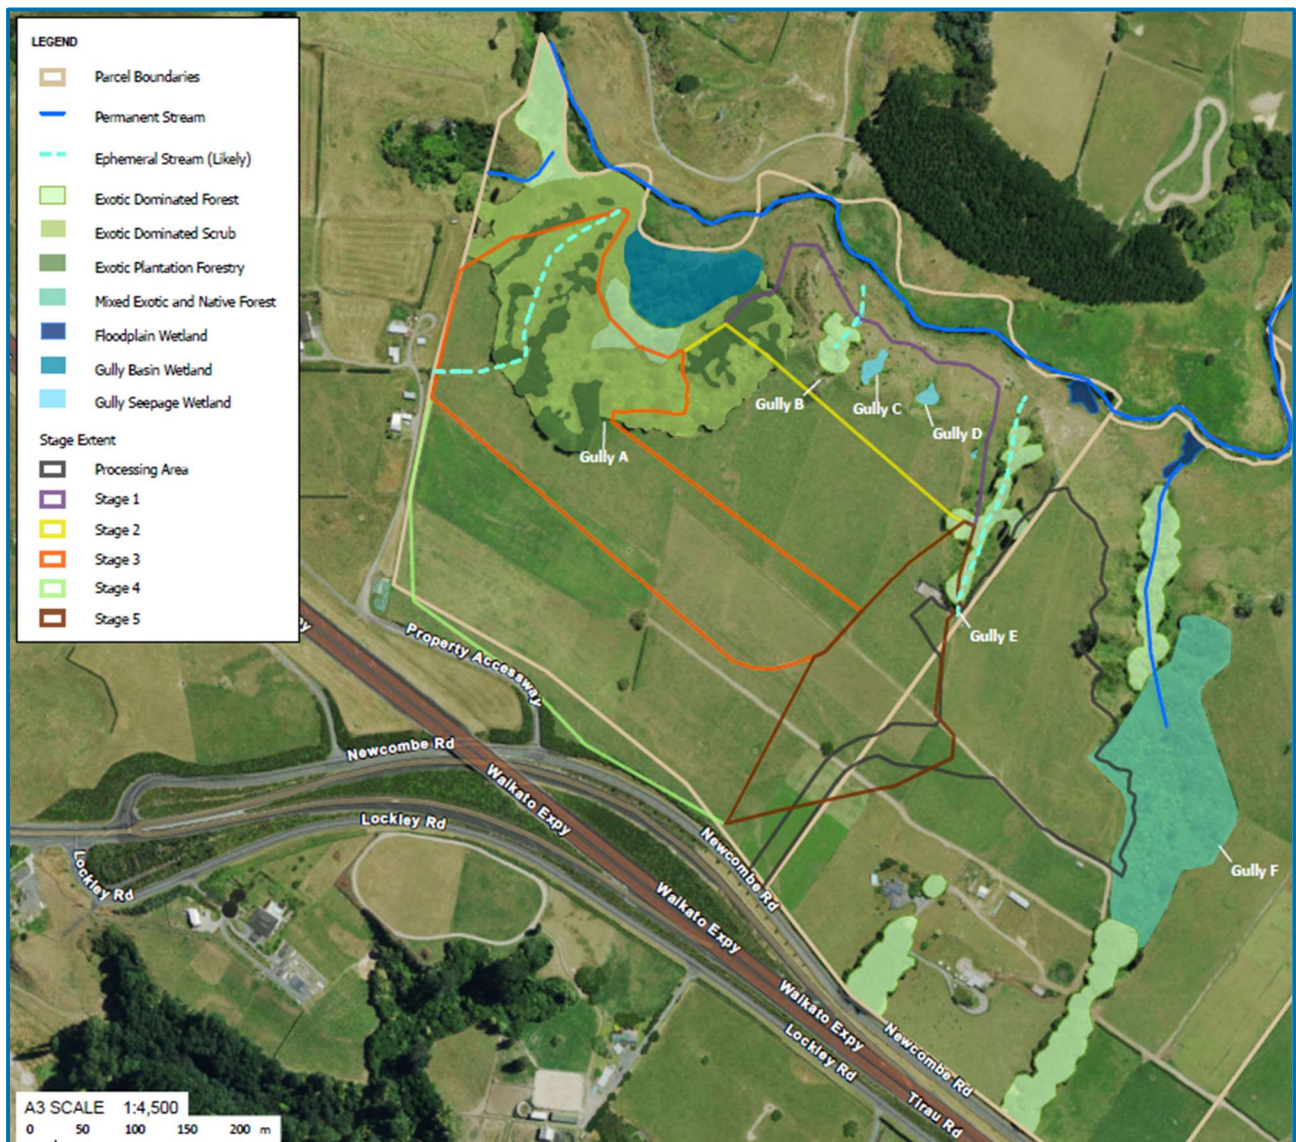 LEGEND
Parcel Boundaries
Permanent Stream
Ephemeral Stream (Likely)
Exotic Dominated Forest
Exotic Dominated Scrub
Exotic Plantation Forestry
Mixed Exotic and Native Forest
Floodplain Wetland
Gully Basin Wetland
Gully Seepage Wetland
Stage Extent
Processing Area
Stage 1
Stage 2
Stage 3
Stage 4
Stage 5
Gully B
Gully C
Gully D
Gully A
Gully E
Gully F
py
Property Accessway
Newcombe Rd
Waikato Expy
Lockley Rd
Lockley Rd
Newcombe Rd
Waikato Expy
Waikato Expy
Newcombe Rd
Lockley Rd
Tirau Rd
A3 SCALE 1:4,500
0 50 100 150 200 m